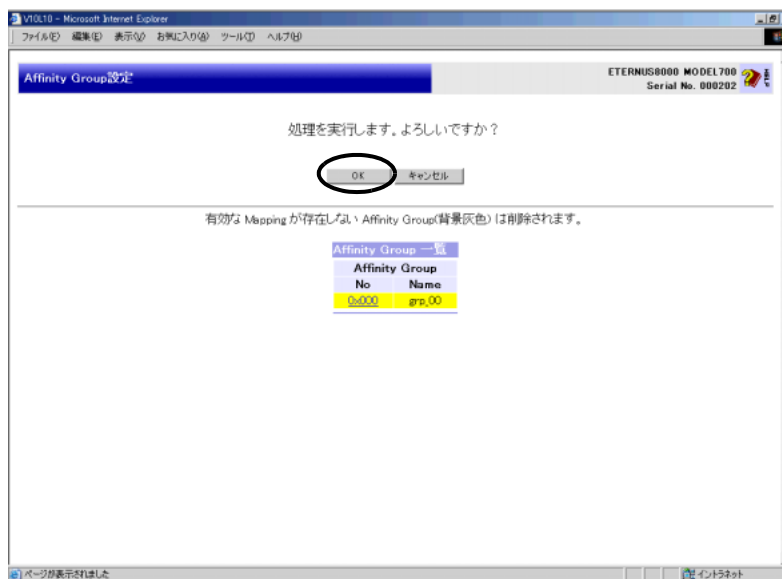 V10L10 - Microsoft Internet Explorer
ファイル(F) 編集(E) 表示(V) お気に入り(A) ツール(T) ヘルプ(H)
Affinity Group設定
ETERNUS8000 MODEL700
Serial No. 000202
HELP
処理を実行します。よろしいですか?
OK キャンセル
有効な Mapping が存在しない Affinity Group(背景灰色) は削除されます。
Affinity Group 一覧
Affinity Group
No Name
0x000 grp_00
ページが表示されました
イントラネット